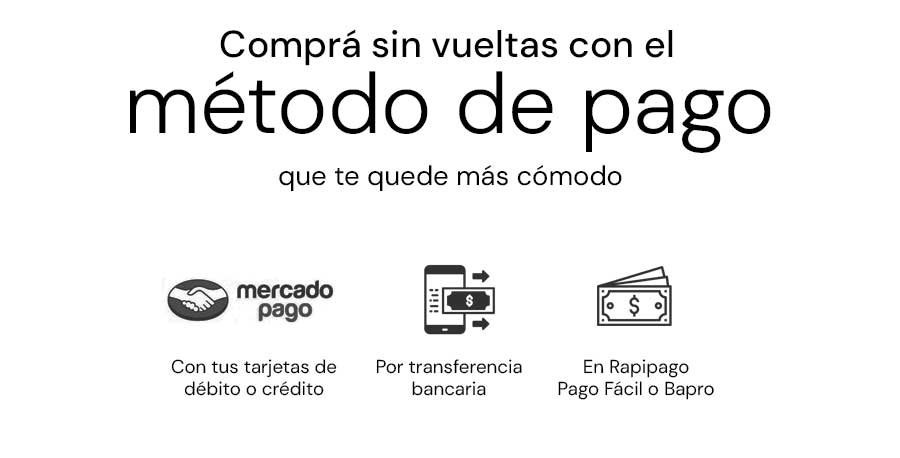 Comprá sin vueltas con el
método de pago
que te quede más cómodo
mercado
pago
Con tus tarjetas de
débito o crédito
$
Por transferencia
bancaria
$
En Rapipago
Pago Fácil o Bapro